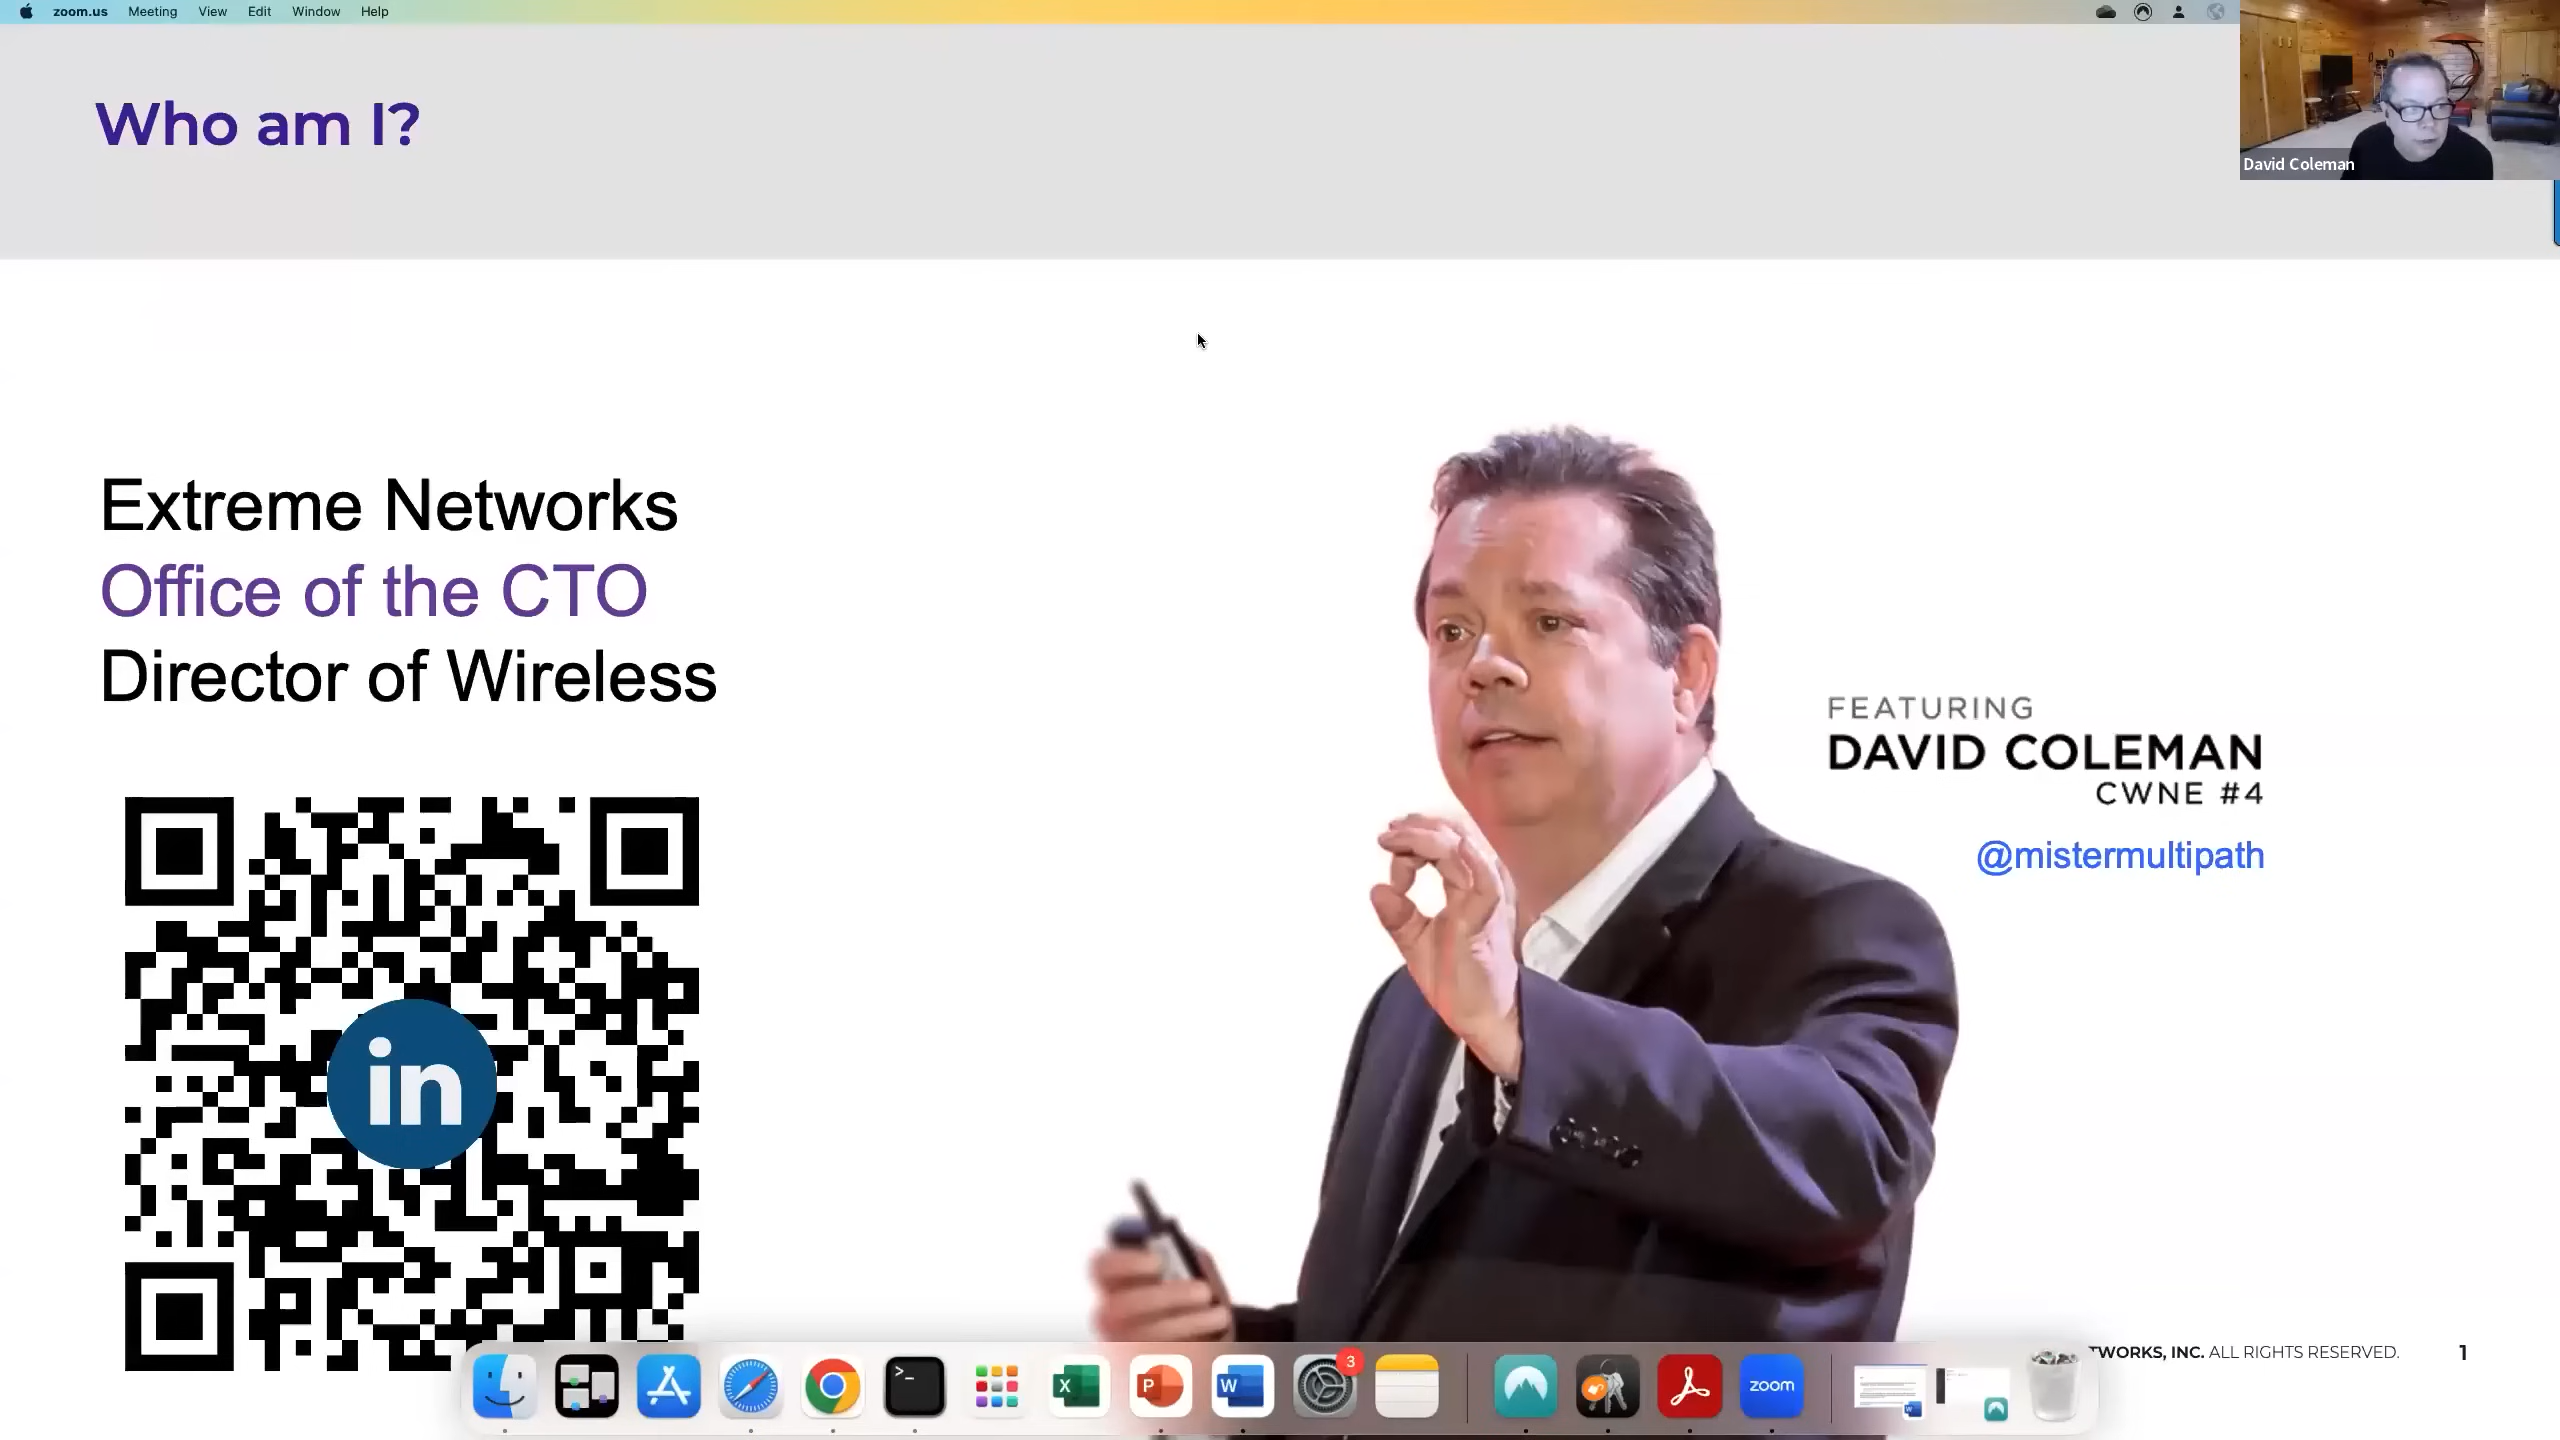 zoom.us Meeting View Edit Window Help
Who am I?
David Coleman
Extreme Networks
Office of the CTO
Director of Wireless
FEATURING
DAVID COLEMAN
CWNE #4
@mistermultipath
in
TWORKS, INC. ALL RIGHTS RESERVED. 1
>_
X
P
W
3
zoom
W